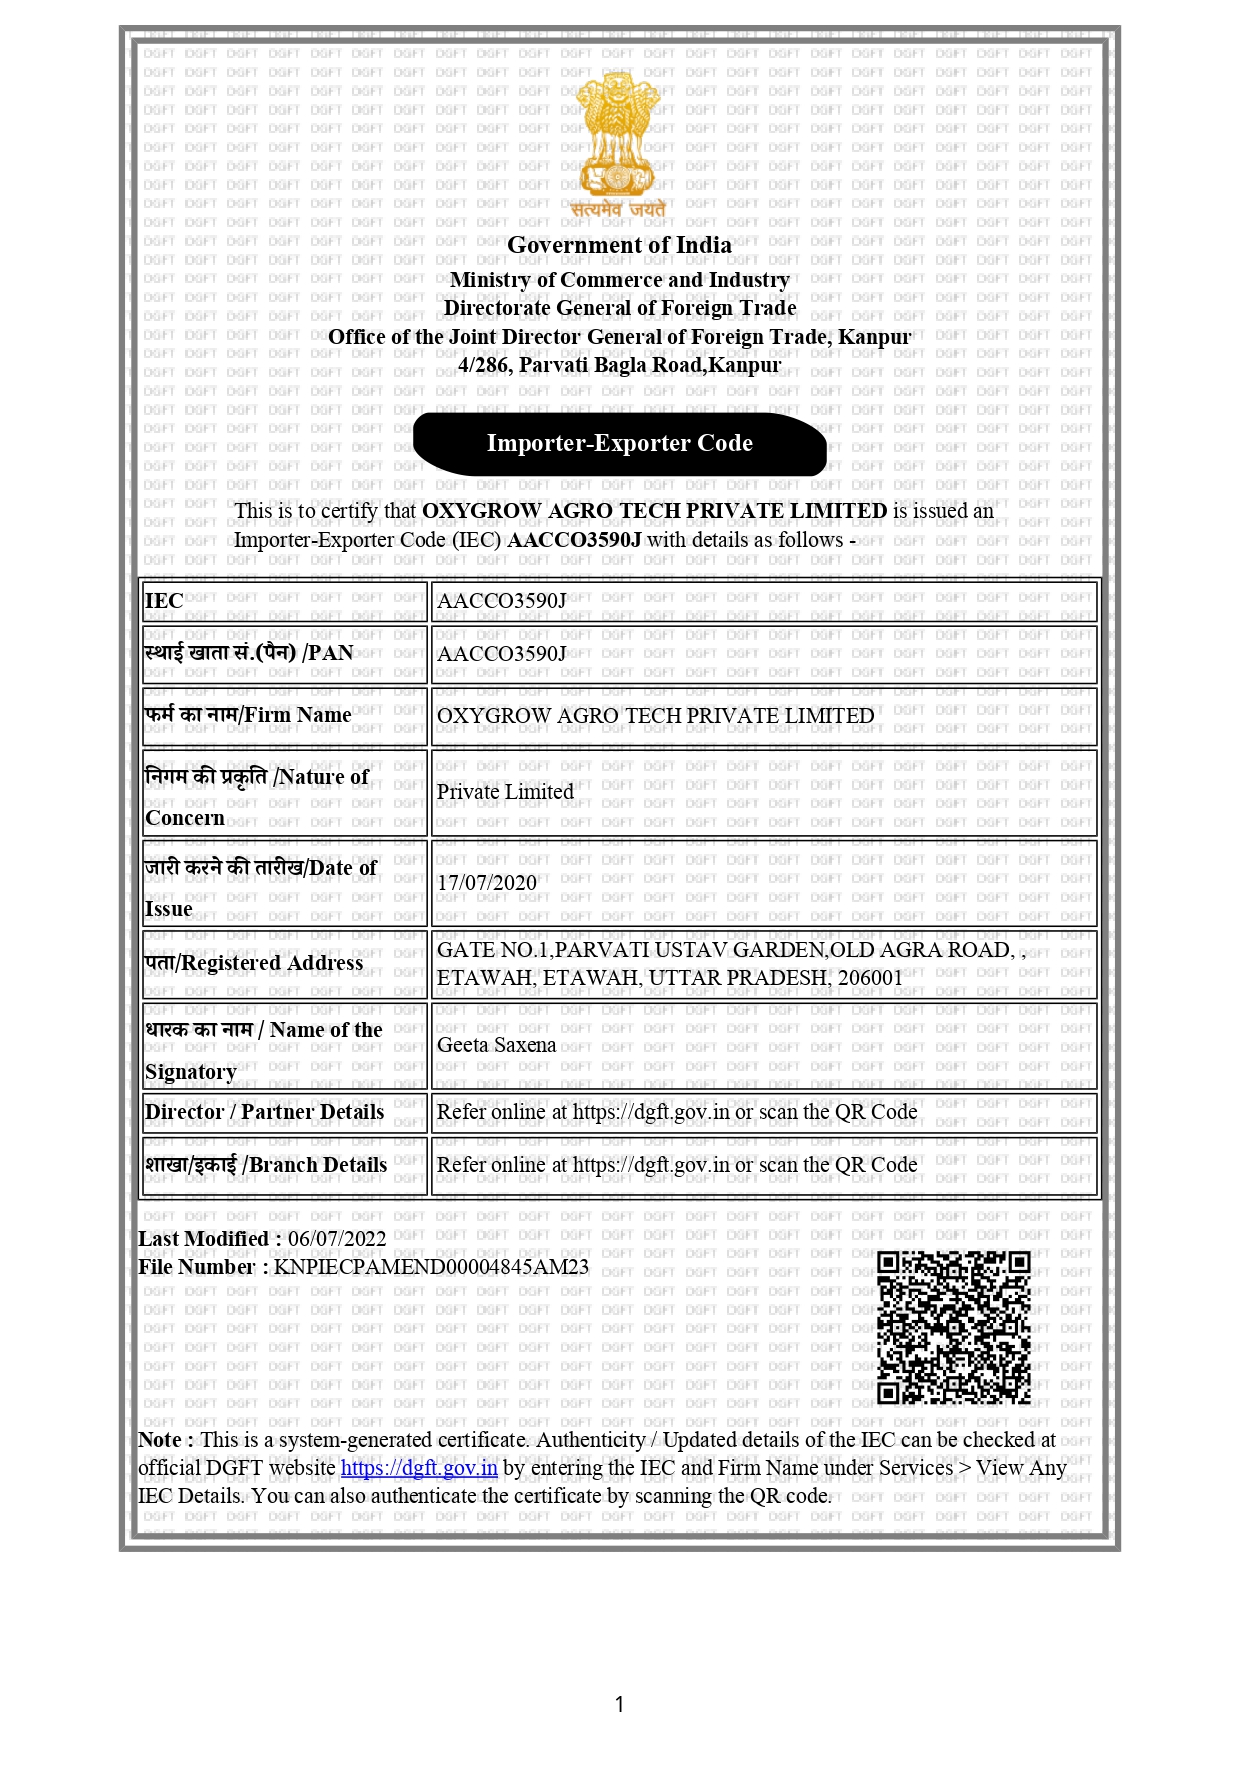 सत्यमेव जयते
Government of India
Ministry of Commerce and Industry
Directorate General of Foreign Trade
Office of the Joint Director General of Foreign Trade, Kanpur
4/286, Parvati Bagla Road,Kanpur
Importer-Exporter Code
This is to certify that OXYGROW AGRO TECH PRIVATE LIMITED is issued an
Importer-Exporter Code (IEC) AACCO3590J with details as follows -
IEC AACCO3590J
स्थाई खाता सं.(पैन) /PAN AACCO3590J
फर्म का नाम/Firm Name OXYGROW AGRO TECH PRIVATE LIMITED
निगम की प्रकृति /Nature of
Concern
Private Limited
जारी करने की तारीख/Date of
Issue
17/07/2020
पता/Registered Address
GATE NO.1,PARVATI USTAV GARDEN,OLD AGRA ROAD, ,
ETAWAH, ETAWAH, UTTAR PRADESH, 206001
धारक का नाम / Name of the
Signatory
Geeta Saxena
Director / Partner Details Refer online at https://dgft.gov.in or scan the QR Code
शाखा/इकाई /Branch Details Refer online at https://dgft.gov.in or scan the QR Code
Last Modified : 06/07/2022
File Number : KNPIECPAMEND00004845AM23
Note : This is a system-generated certificate. Authenticity / Updated details of the IEC can be checked at
official DGFT website https://dgft.gov.in by entering the IEC and Firm Name under Services > View Any
IEC Details. You can also authenticate the certificate by scanning the QR code.
1